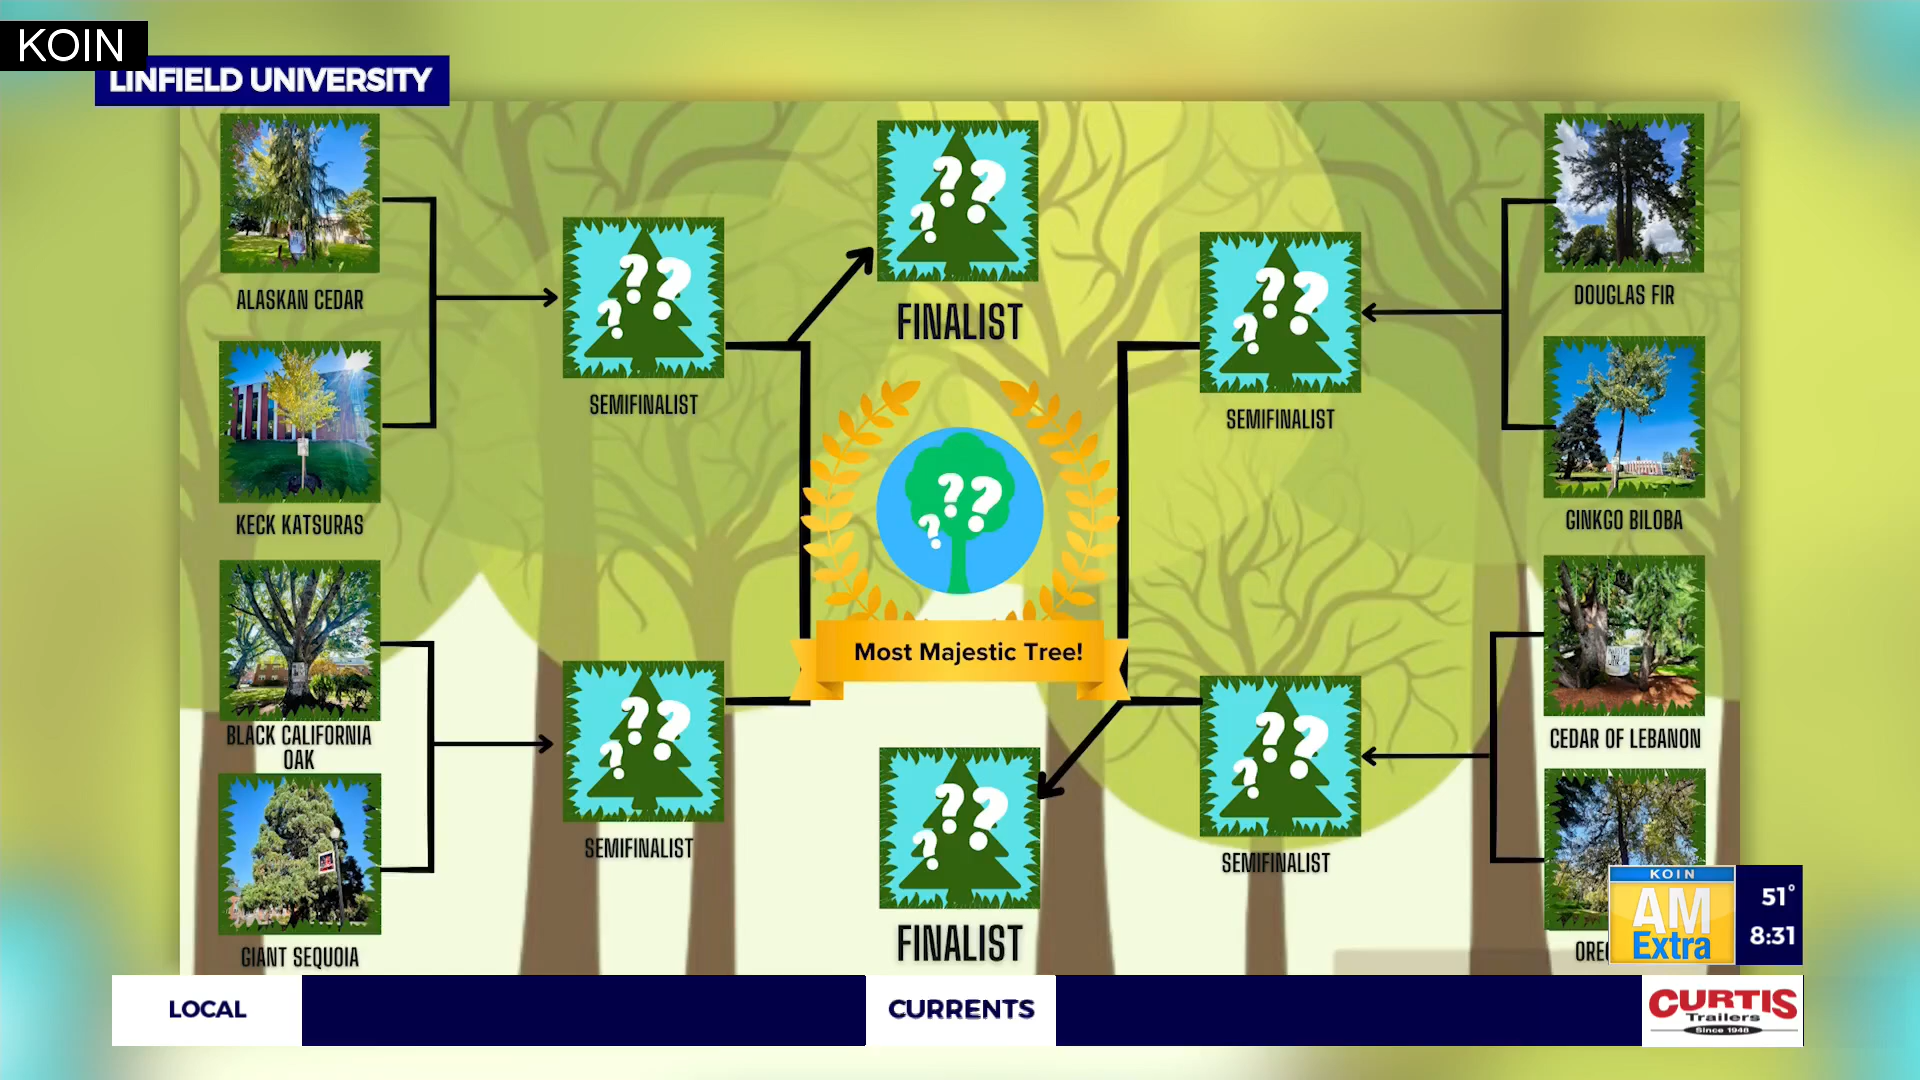 KOIN
LINFIELD UNIVERSITY
ALASKAN CEDAR
KECK KATSURAS
BLACK CALIFORNIA
OAK
GIANT SEQUOIA
SEMIFINALIST
SEMIFINALIST
? ? ?
FINALIST
Most Majestic Tree!
FINALIST
SEMIFINALIST
SEMIFINALIST
DOUGLAS FIR
GINKGO BILOBA
CEDAR OF LEBANON
KOIN
AM
Extra
51°
8:31
LOCAL
CURRENTS
CURTIS
Trailers
Since 1948